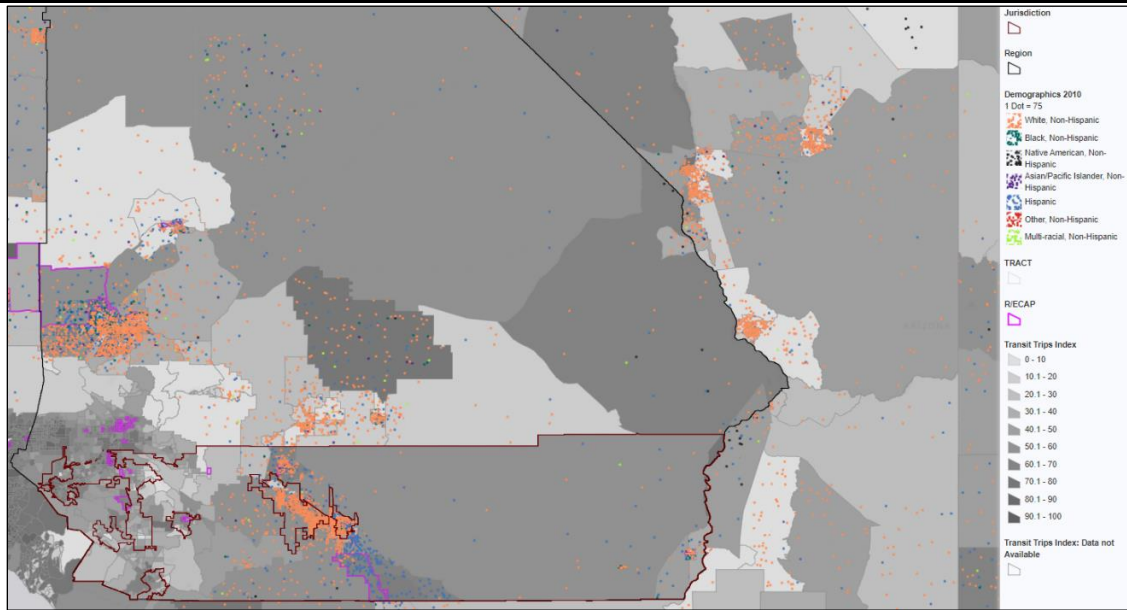 Jurisdiction
Region
Demographics 2010
1 Dot = 75
White, Non-Hispanic
Black, Non-Hispanic
Native American, Non-
Hispanic
Asian/Pacific Islander, Non-
Hispanic
Hispanic
Other, Non-Hispanic
Multi-racial, Non-Hispanic
TRACT
R/ECAP
Transit Trips Index
0 - 10
10.1 - 20
20.1 - 30
30.1 - 40
40.1 - 50
50.1 - 60
60.1 - 70
70.1 - 80
80.1 - 90
90.1 - 100
Transit Trips Index: Data not
Available